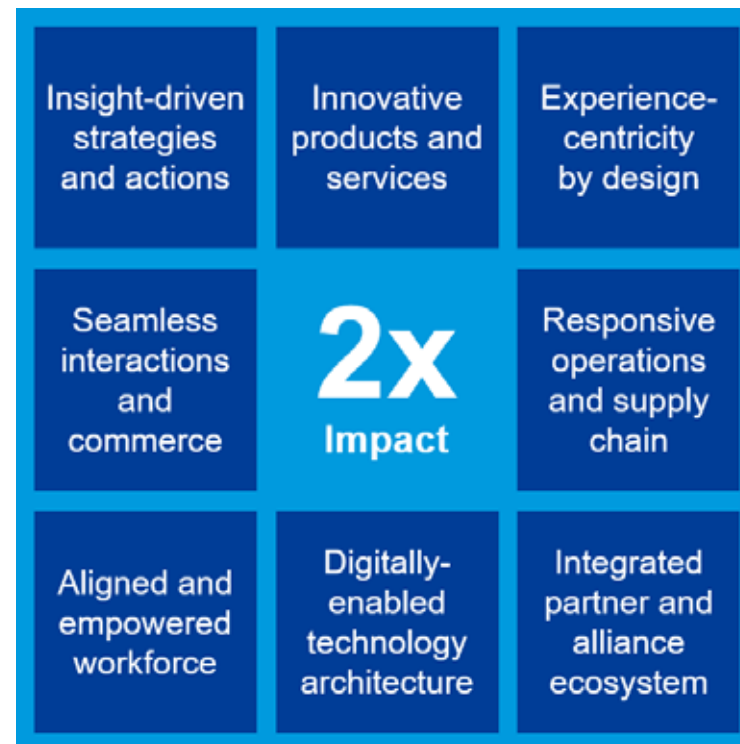 Insight-driven
strategies
and actions
Innovative
products and
services
Experience-
centricity
by design
Seamless
interactions
and
commerce
2x
Impact
Responsive
operations
and supply
chain
Aligned and
empowered
workforce
Digitally-
enabled
technology
architecture
Integrated
partner and
alliance
ecosystem